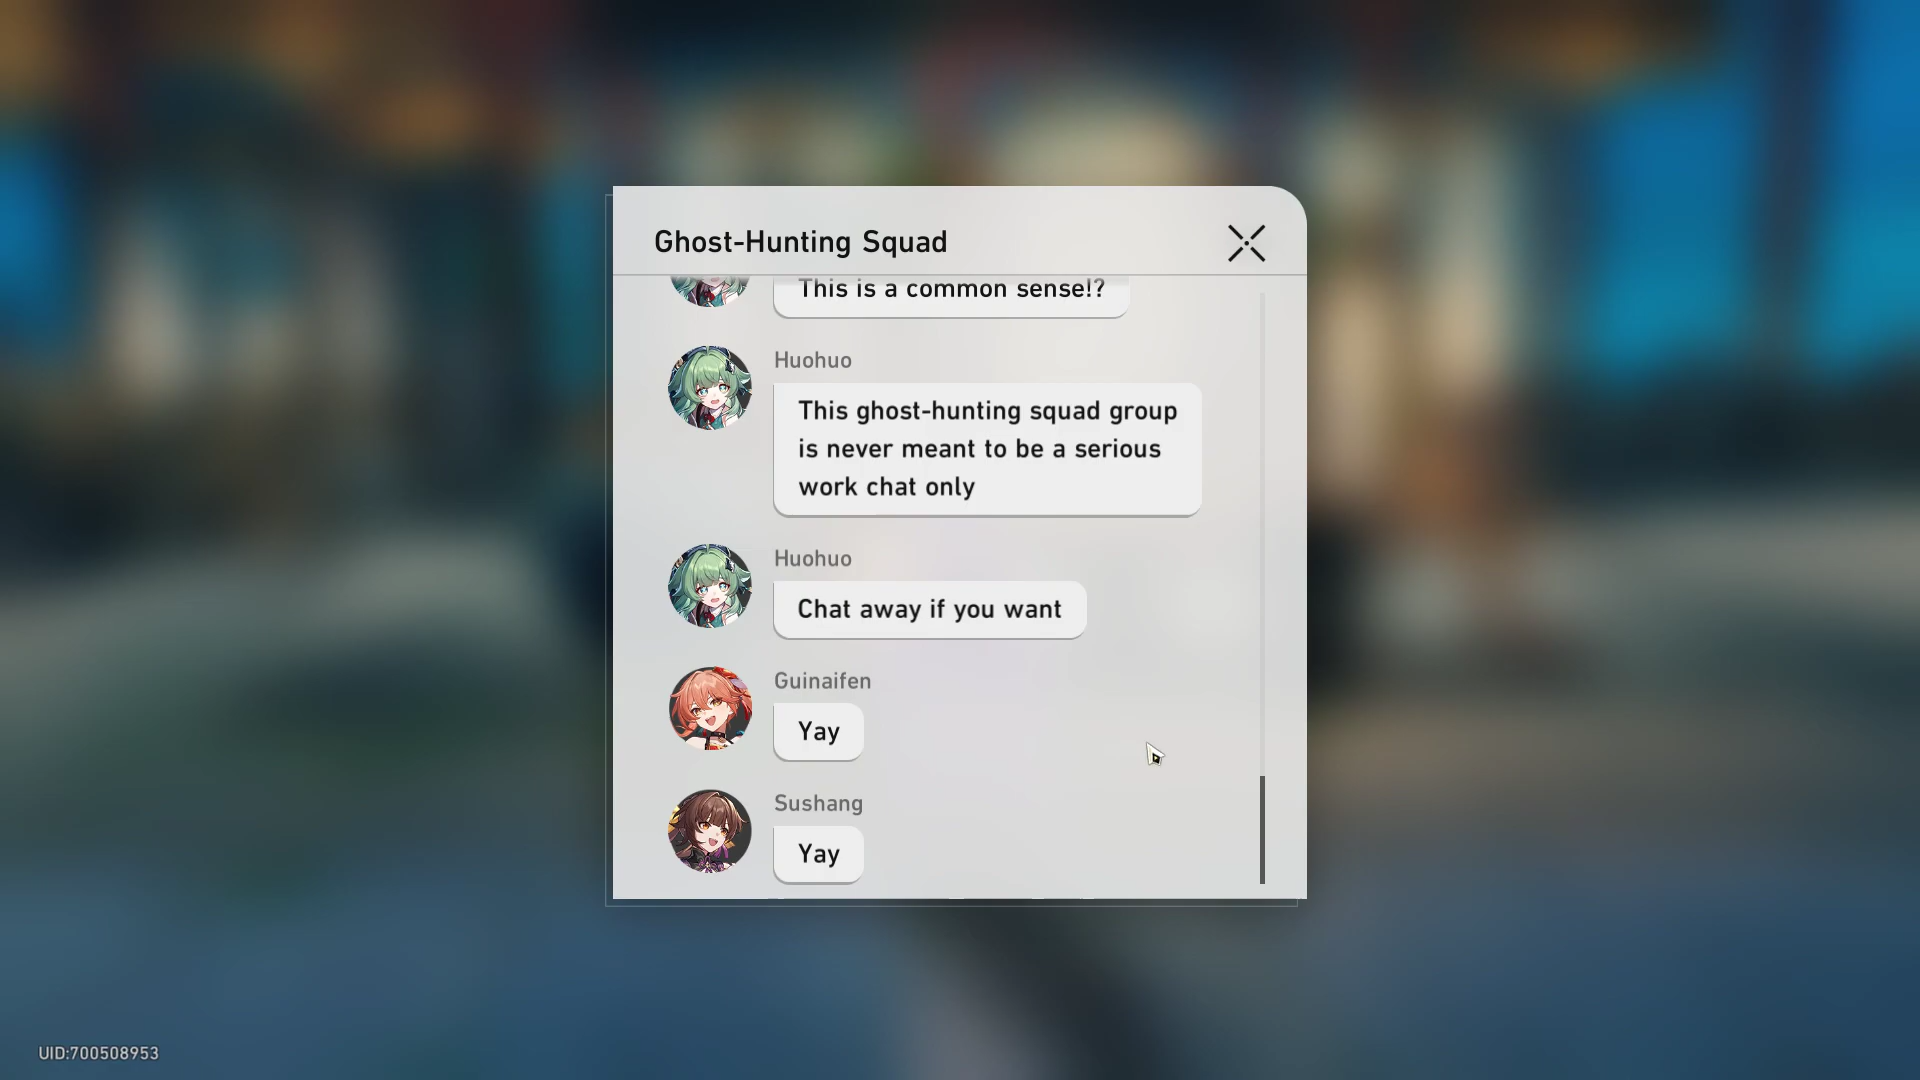 Ghost-Hunting Squad
This is a common sense!?
Huohuo
This ghost-hunting squad group
is never meant to be a serious
work chat only
Huohuo
Chat away if you want
Guinaifen
Yay
Sushang
Yay
UID:700508953